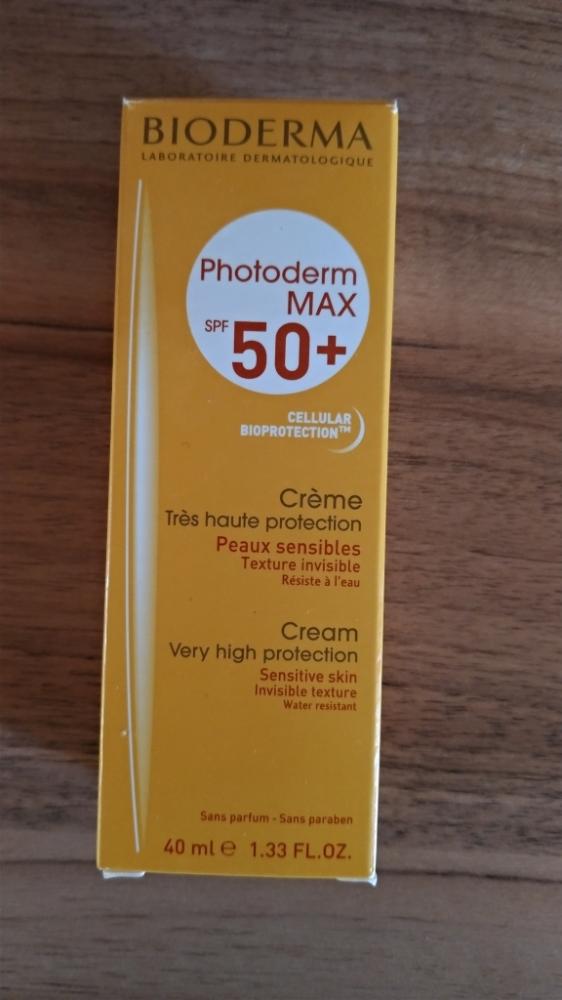 BIODERMA
LABORATOIRE DERMATOLOGIQUE
Photoderm
MAX
SPF 50+
CELLULAR
BIOPROTECTION™
Crème
Très haute protection
Peaux sensibles
Texture invisible
Résiste à l'eau
Cream
Very high protection
Sensitive skin
Invisible texture
Water resistant
Sans parfum - Sans paraben
40 ml ℮ 1.33 FL.OZ.